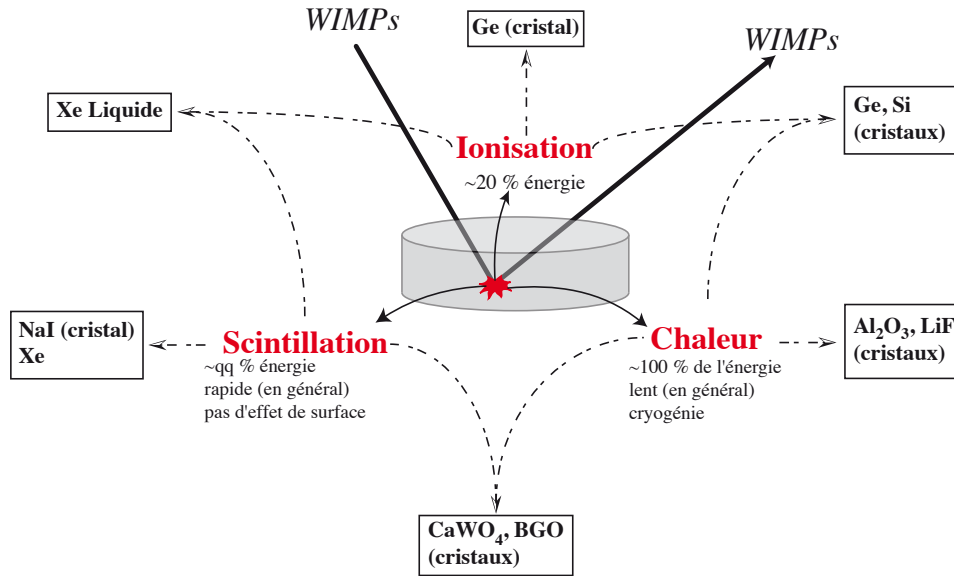 WIMPs
Ge (cristal)
WIMPs
Xe Liquide
Ge, Si
(cristaux)
Ionisation
~20 % énergie
NaI (cristal)
Xe
Scintillation
~qq % énergie
rapide (en général)
pas d'effet de surface
Chaleur
~100 % de l'énergie
lent (en général)
cryogénie
Al₂O₃, LiF
(cristaux)
CaWO₄, BGO
(cristaux)